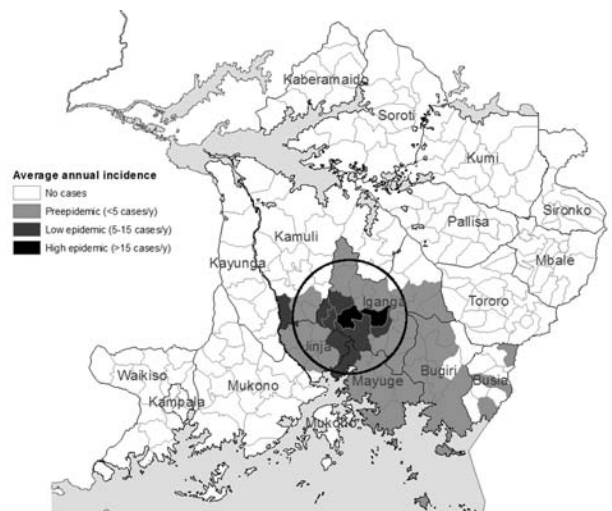 Kaberamaido
Soroti
Kumi
Average annual incidence
No cases
Preepidemic (<5 cases/y)
Low epidemic (5-15 cases/y)
High epidemic (>15 cases/y)
Sironko
Pallisa
Kamuli
Mbale
Kayunga
Tororo
Iganga
Jinja
Waikiso
Mukono
Mayuge
Bugiri
Busia
Kampala
Mukono